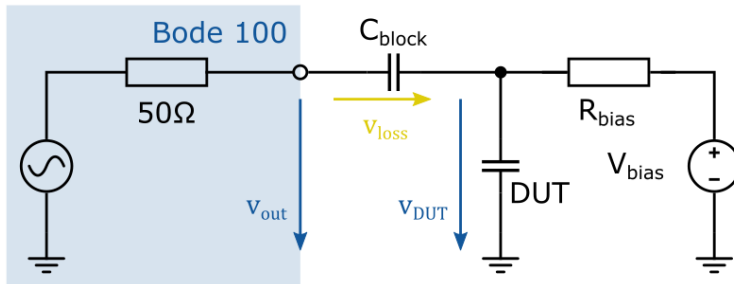 Bode 100
C_block
50Ω
v_loss
R_bias
V_bias
+
−
v_out
v_DUT
DUT